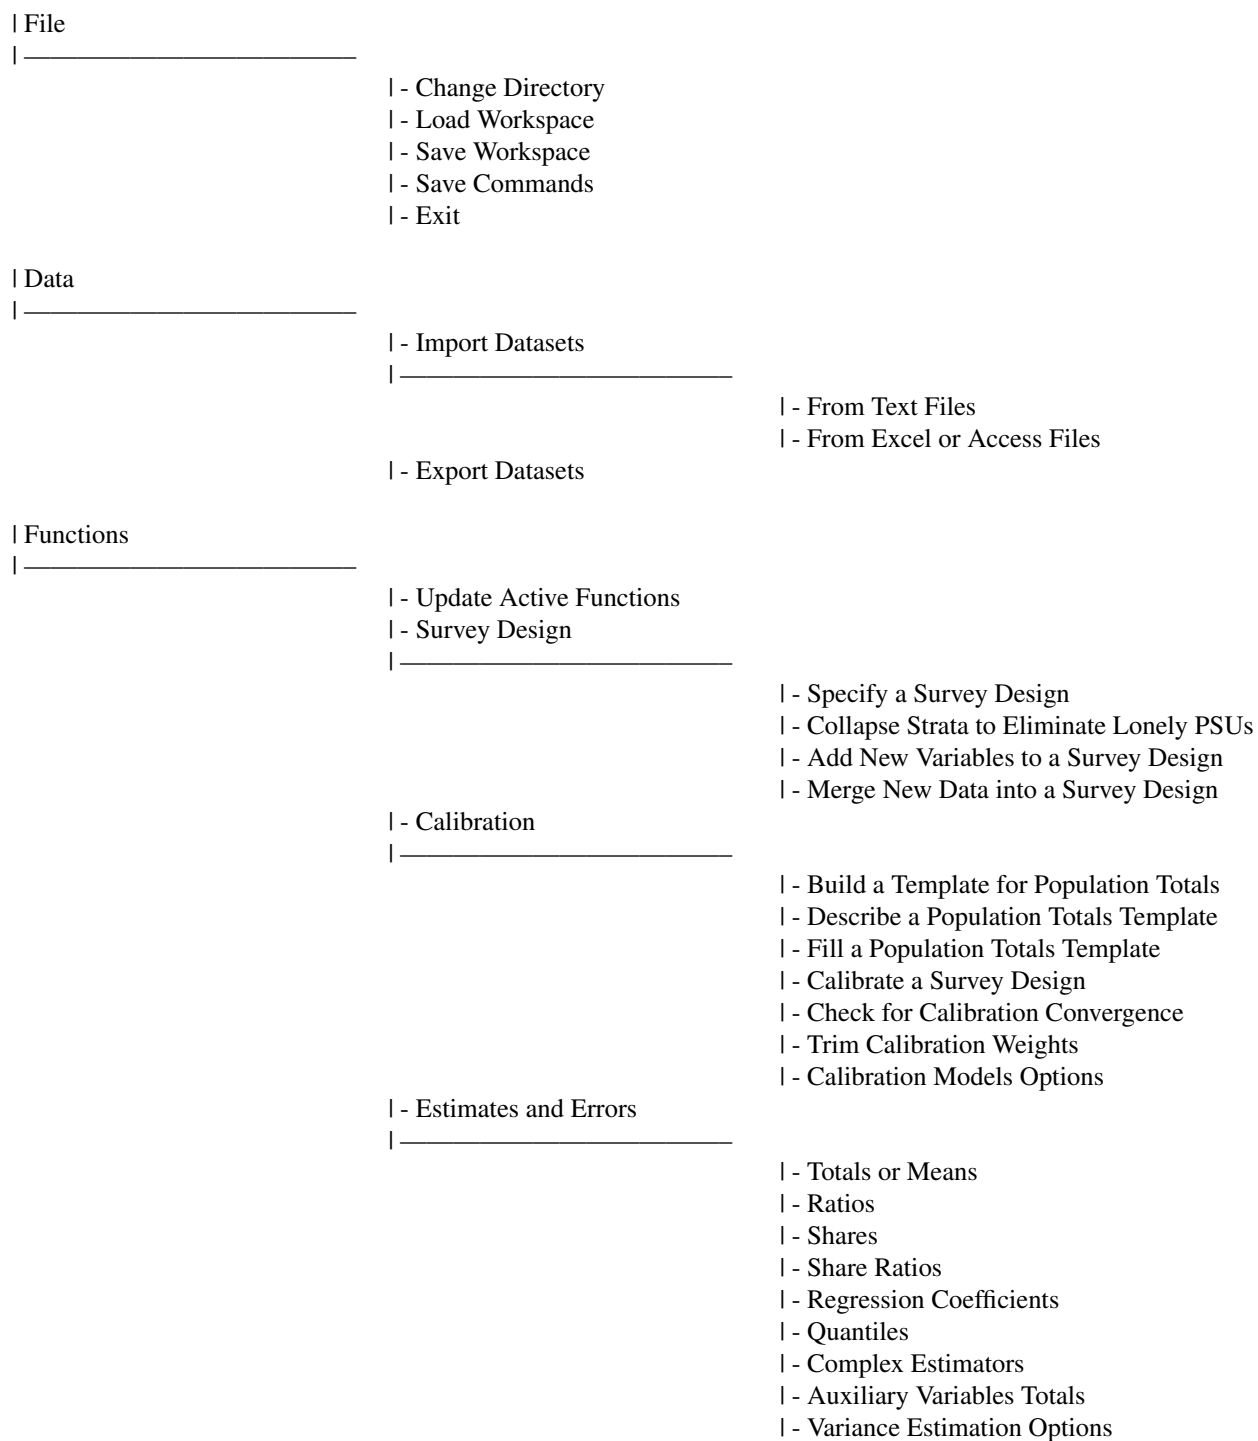 | File
| —————————————
| - Change Directory
| - Load Workspace
| - Save Workspace
| - Save Commands
| - Exit
| Data
| —————————————
| - Import Datasets
| —————————————
| - From Text Files
| - From Excel or Access Files
| - Export Datasets
| Functions
| —————————————
| - Update Active Functions
| - Survey Design
| —————————————
| - Specify a Survey Design
| - Collapse Strata to Eliminate Lonely PSUs
| - Add New Variables to a Survey Design
| - Merge New Data into a Survey Design
| - Calibration
| —————————————
| - Build a Template for Population Totals
| - Describe a Population Totals Template
| - Fill a Population Totals Template
| - Calibrate a Survey Design
| - Check for Calibration Convergence
| - Trim Calibration Weights
| - Calibration Models Options
| - Estimates and Errors
| —————————————
| - Totals or Means
| - Ratios
| - Shares
| - Share Ratios
| - Regression Coefficients
| - Quantiles
| - Complex Estimators
| - Auxiliary Variables Totals
| - Variance Estimation Options